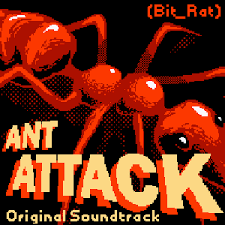 (Bit_Rat)
ANT
ATTACK
Original Soundtrack